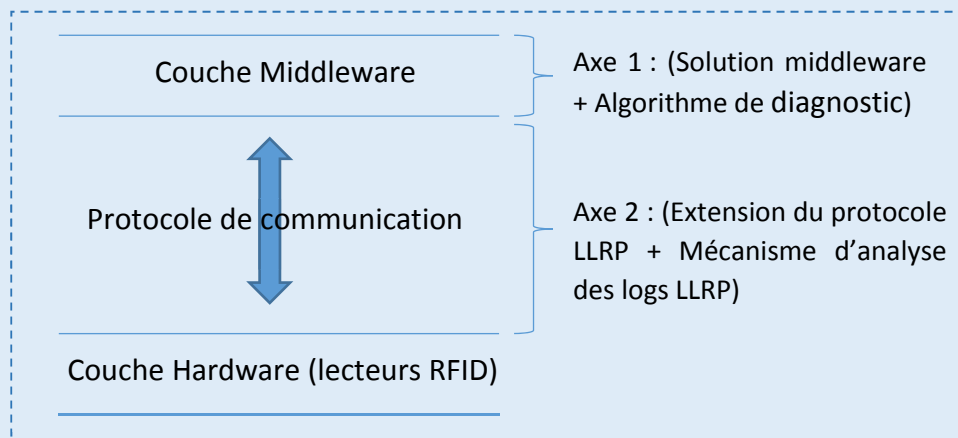 Couche Middleware
Axe 1 : (Solution middleware
+ Algorithme de diagnostic)
Protocole de communication
Axe 2 : (Extension du protocole
LLRP + Mécanisme d’analyse
des logs LLRP)
Couche Hardware (lecteurs RFID)